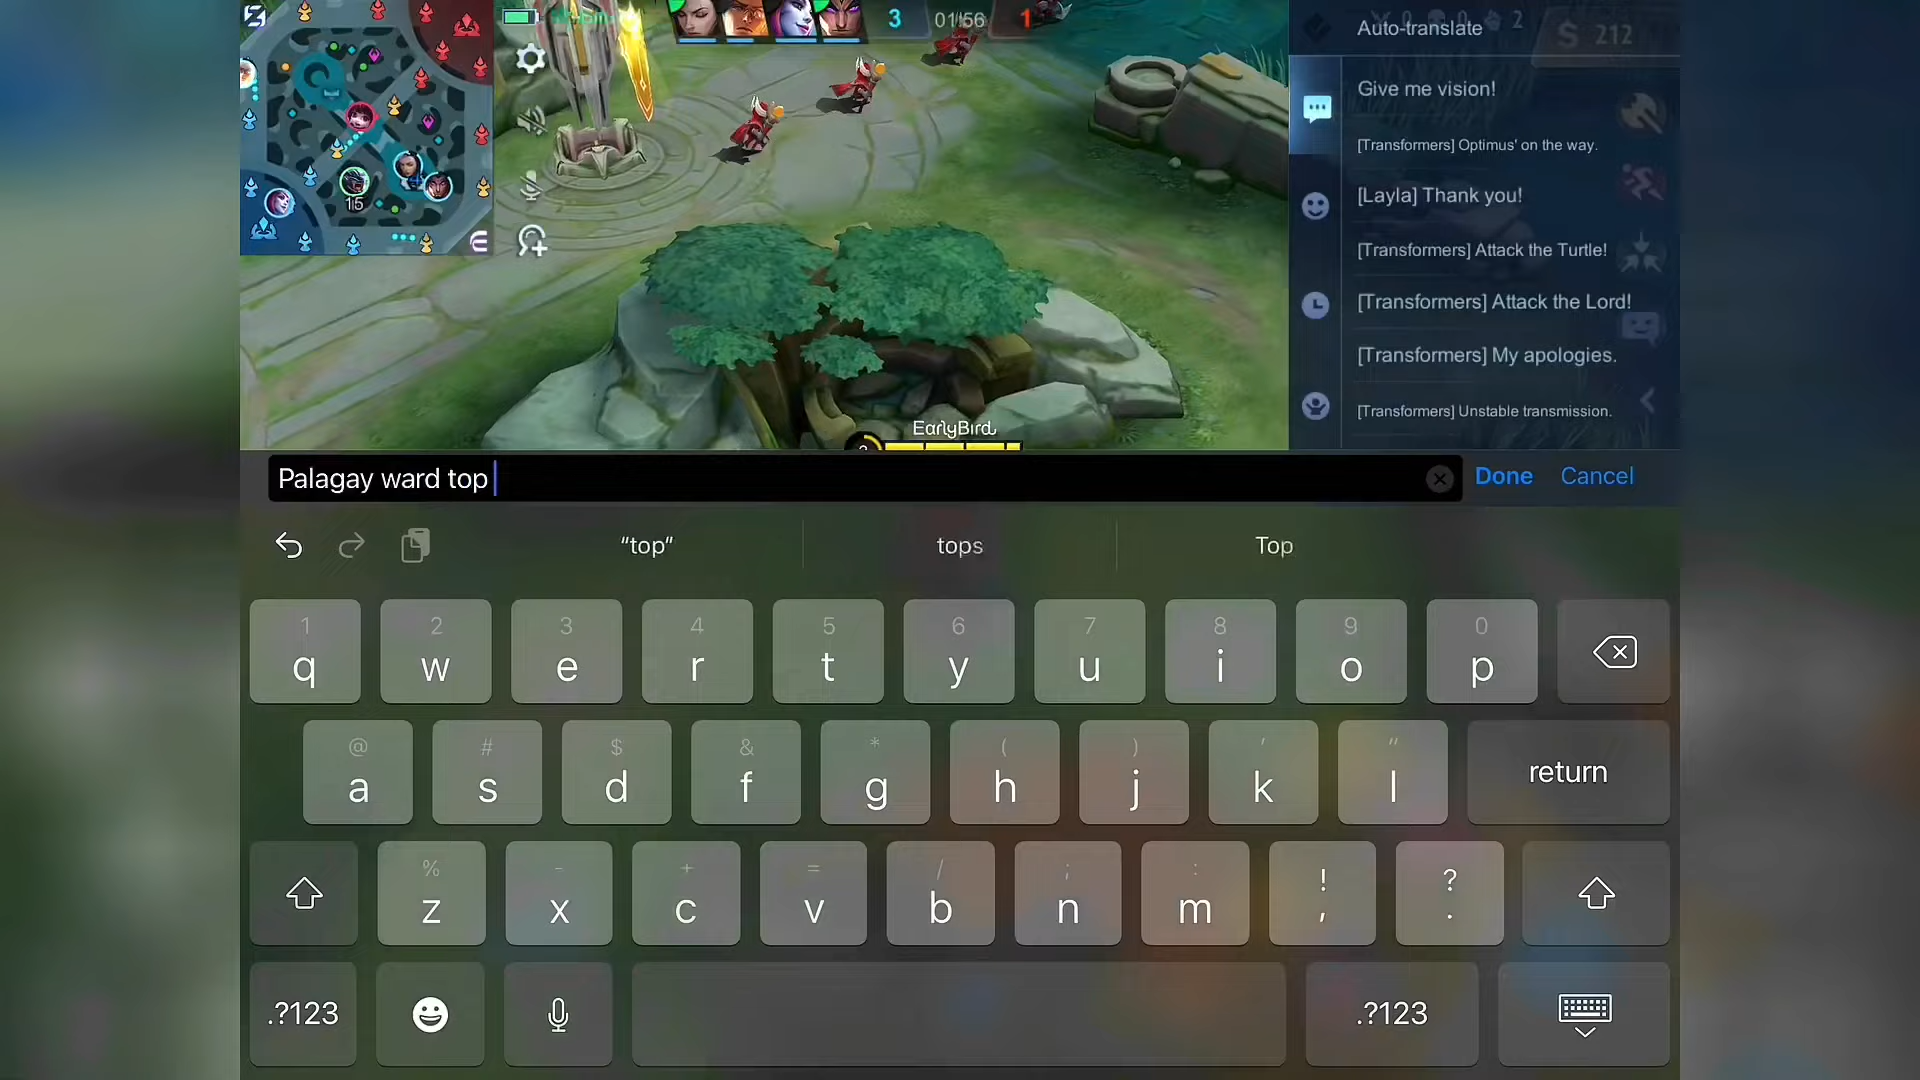 3 01:56 1
Auto-translate
2
$ 212
Give me vision!
[Transformers] Optimus' on the way.
[Layla] Thank you!
[Transformers] Attack the Turtle!
[Transformers] Attack the Lord!
[Transformers] My apologies.
[Transformers] Unstable transmission.
15
EarlyBird
Palagay ward top
Done
Cancel
“top”
tops
Top
1 2 3 4 5 6 7 8 9 0
q w e r t y u i o p
@ # $ & * ( ) ' "
a s d f g h j k l
return
% - + = / ; : ! ?
z x c v b n m , .
.?123
.?123